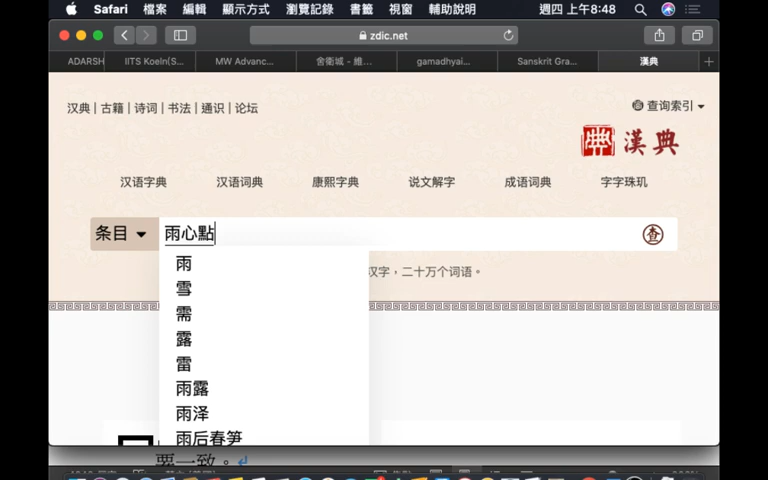 Safari 檔案 編輯 顯示方式 瀏覽記錄 書籤 視窗 輔助說明 週四 上午8:48
zdic.net
ADARSH IITS Koeln(S... MW Advanc... 舍衛城 - 維... gamadhyai... Sanskrit Gra... 漢典
汉典 | 古籍 | 诗词 | 书法 | 通识 | 论坛 查询索引
漢典
汉语字典 汉语词典 康熙字典 说文解字 成语词典 字字珠玑
条目 雨心點 查
汉字，二十万个词语。
雨
雪
需
露
雷
雨露
雨泽
雨后春笋
要一致。